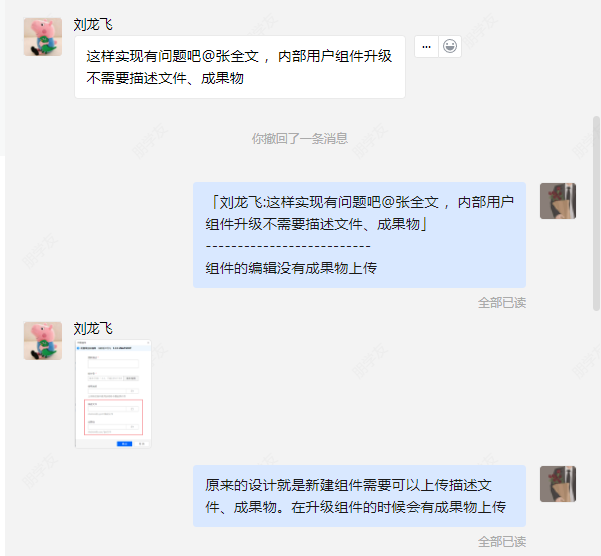 刘龙飞
这样实现有问题吧@张全文 ，内部用户组件升级
不需要描述文件、成果物
你撤回了一条消息
「刘龙飞:这样实现有问题吧@张全文 ，内部用户
组件升级不需要描述文件、成果物」
---------------------------
组件的编辑没有成果物上传
全部已读
刘龙飞
原来的设计就是新建组件需要可以上传描述文
件、成果物。在升级组件的时候会有成果物上传
全部已读